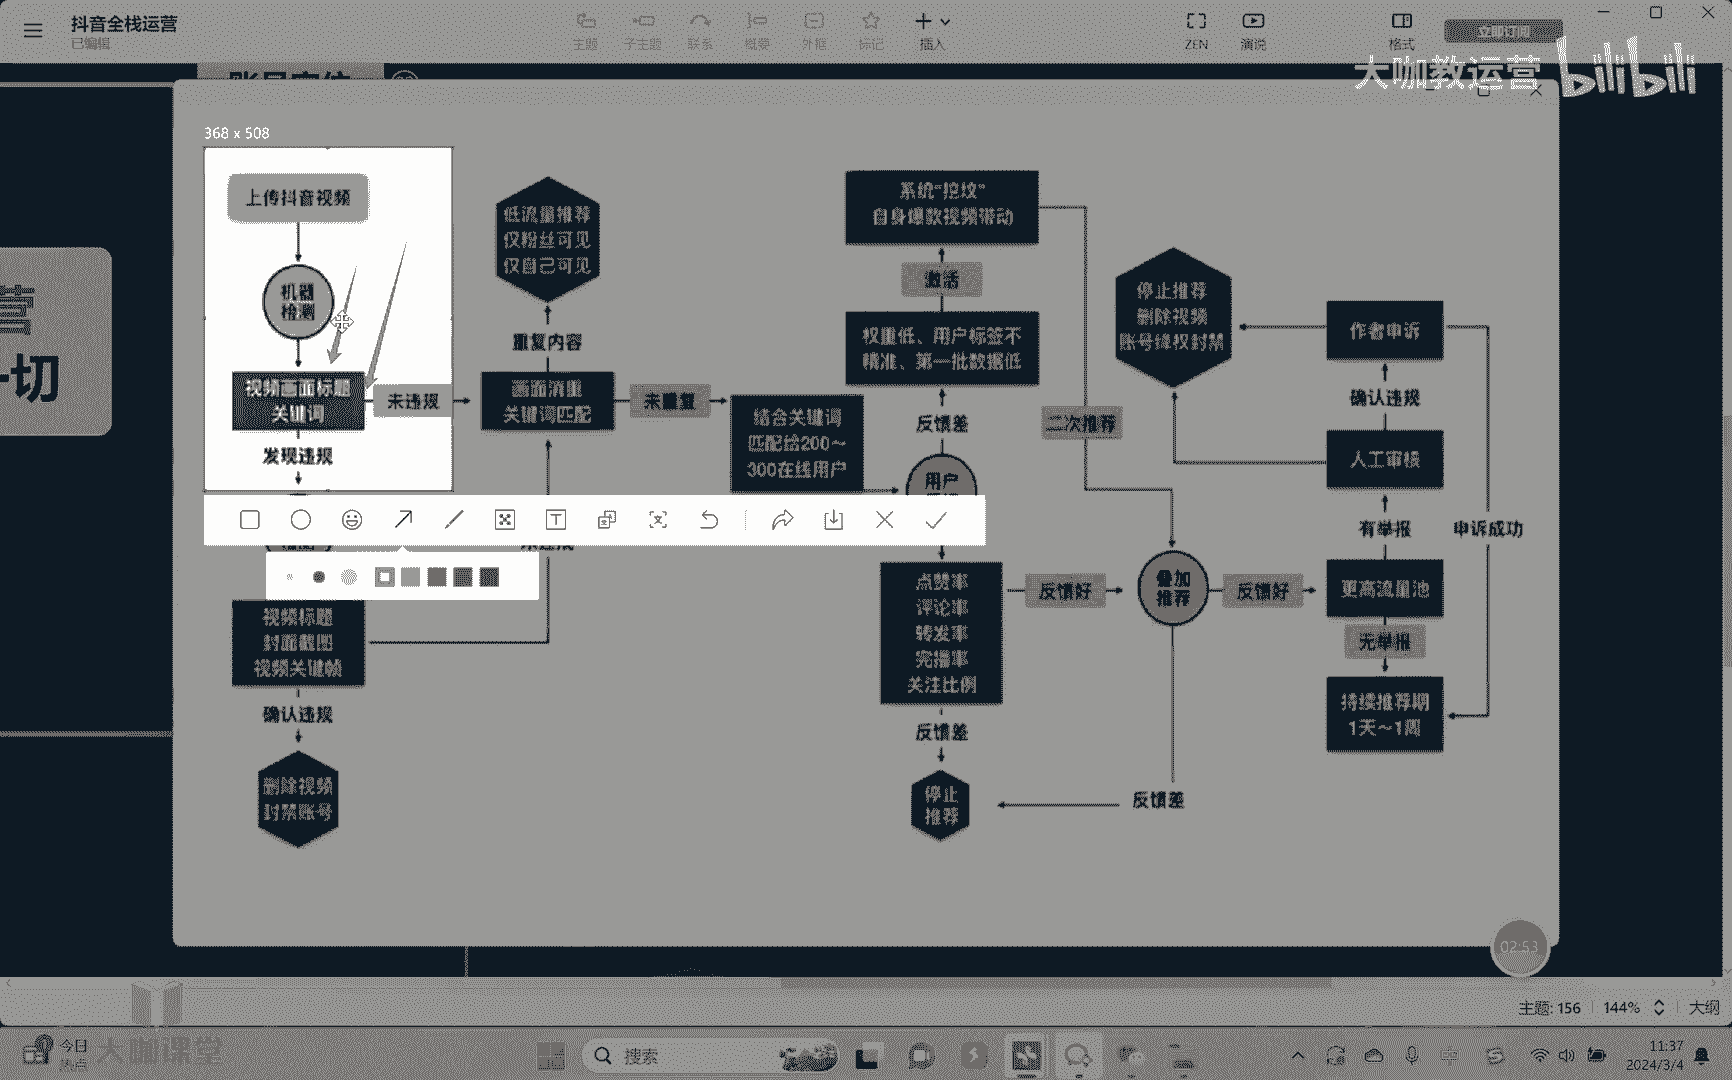 抖音全栈运营
已编辑
主题
子主题
联系
概要
外框
标记
插入
ZEN
演说
格式
立即订阅
大咖教运营
bilibili
账号定位
368 x 508
上传抖音视频
机器
检测
视频画面标题
关键词
未违规
发现违规
视频标题
封面截图
视频关键帧
确认违规
删除视频
封禁账号
低流量推荐
仅粉丝可见
仅自己可见
重复内容
画面消重
关键词匹配
未重复
结合关键词
匹配给200~
300在线用户
系统“挖坟”
自身爆款视频带动
激活
权重低、用户标签不
精准、第一批数据低
反馈差
用户
点赞率
评论率
转发率
完播率
关注比例
反馈差
停止
推荐
二次推荐
反馈好
叠加
推荐
反馈好
反馈差
停止推荐
删除视频
账号降权封禁
作者申诉
确认违规
人工审核
有举报
申诉成功
更高流量池
无举报
持续推荐期
1天~1周
营
一切
02:53
主题: 156
144%
大纲
今日
热点
大咖课堂
搜索
11:37
2024/3/4